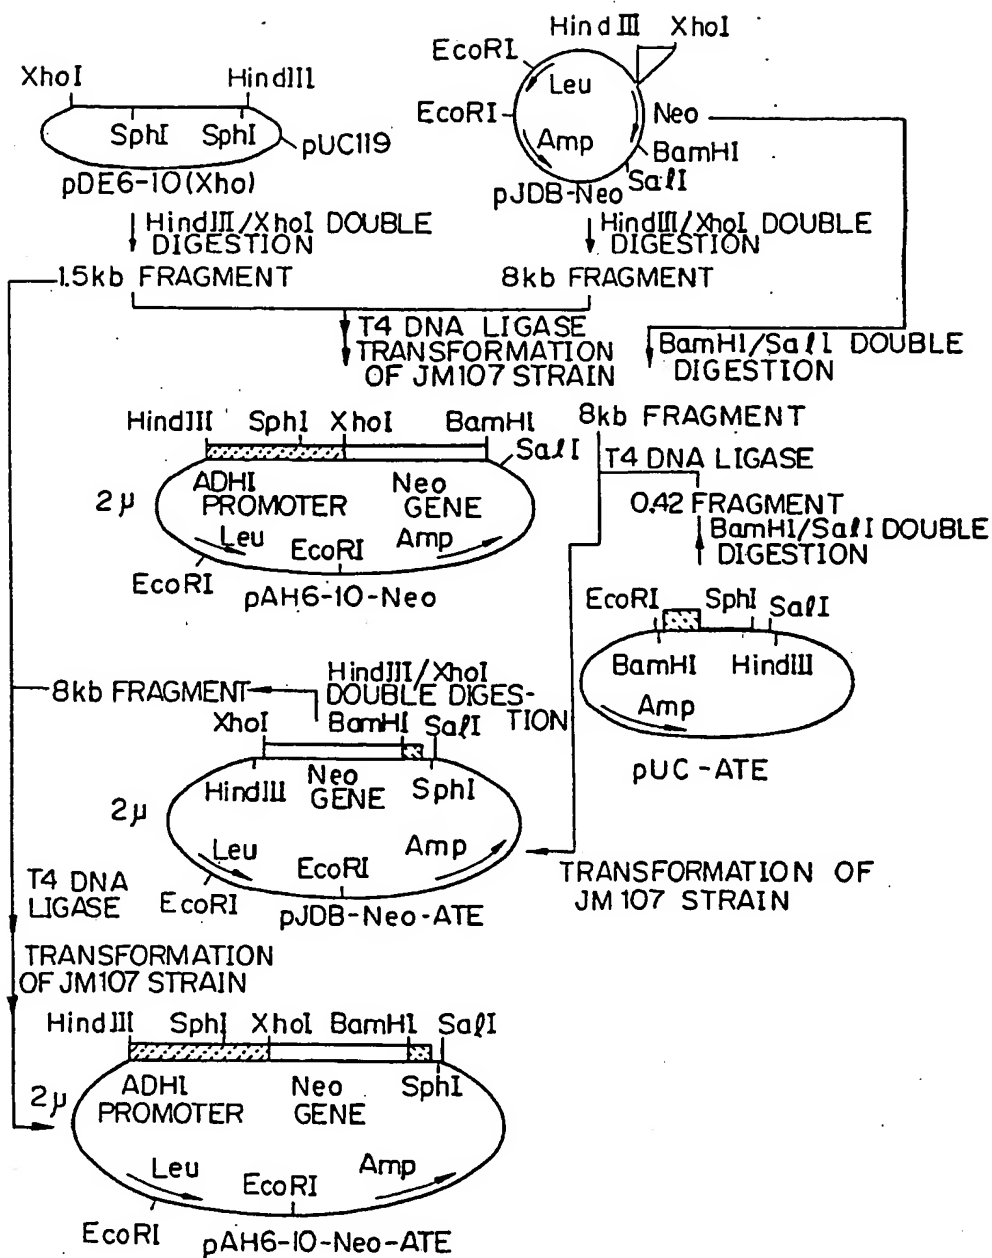 Hind III XhoI
EcoRI
Leu
EcoRI
Neo
Amp
BamHI
SalI
pJDB-Neo
XhoI HindIII
SphI SphI
pUC119
pDE6-10(Xho)
HindIII/XhoI DOUBLE
DIGESTION
HindIII/XhoI DOUBLE
DIGESTION
1.5kb FRAGMENT
8kb FRAGMENT
T4 DNA LIGASE
TRANSFORMATION
OF JM107 STRAIN
BamHI/SalI DOUBLE
DIGESTION
8kb FRAGMENT
T4 DNA LIGASE
0.42 FRAGMENT
BamHI/SalI DOUBLE
DIGESTION
HindIII SphI XhoI BamHI
SalI
2μ
ADHI
PROMOTER
Neo
GENE
Leu
EcoRI
Amp
EcoRI
pAH6-10-Neo
EcoRI SphI SalI
BamHI HindIII
Amp
pUC-ATE
8kb FRAGMENT
HindIII/XhoI
DOUBLE DIGES-
TION
XhoI BamHI SalI
HindIII
Neo
GENE
SphI
2μ
Leu
EcoRI
Amp
EcoRI
pJDB-Neo-ATE
TRANSFORMATION OF
JM107 STRAIN
T4 DNA
LIGASE
TRANSFORMATION
OF JM107 STRAIN
HindIII SphI XhoI BamHI SalI
SphI
2μ
ADHI
PROMOTER
Neo
GENE
Leu
EcoRI
Amp
EcoRI
pAH6-10-Neo-ATE